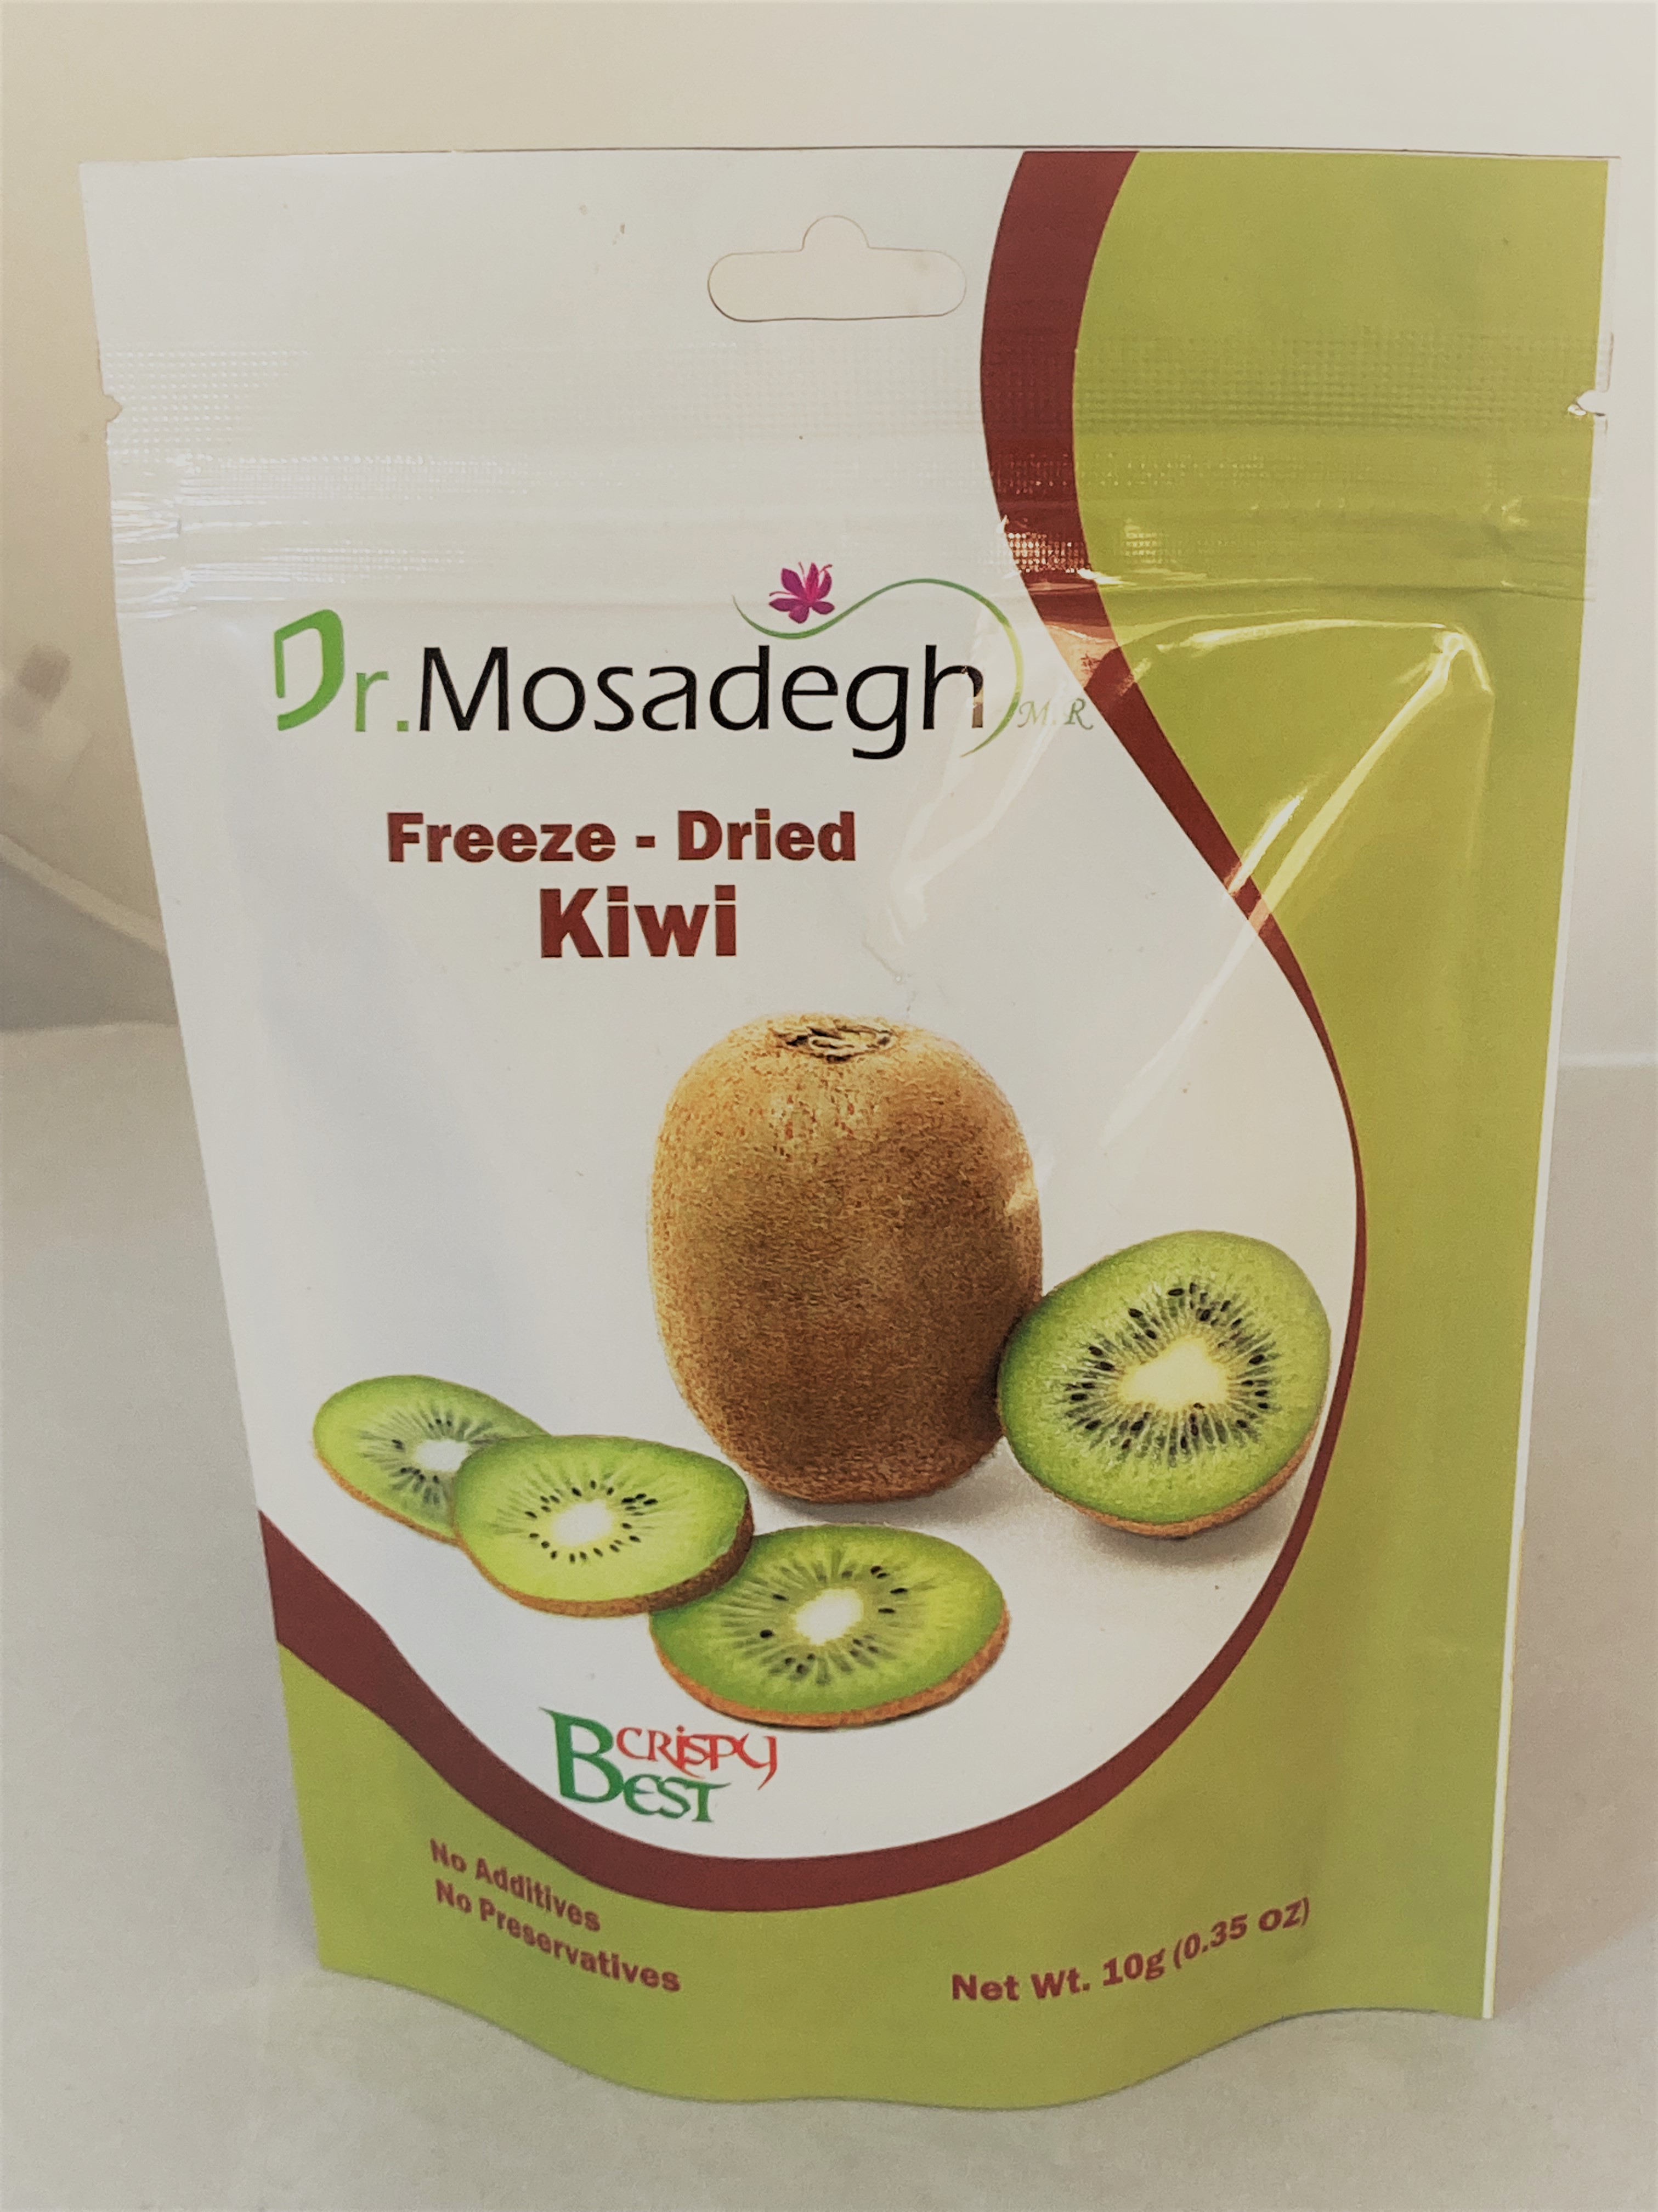 Dr.Mosadegh M.R
Freeze - Dried
Kiwi
CRiSPY
BEST
No Additives
No Preservatives
Net Wt. 10g (0.35 OZ)